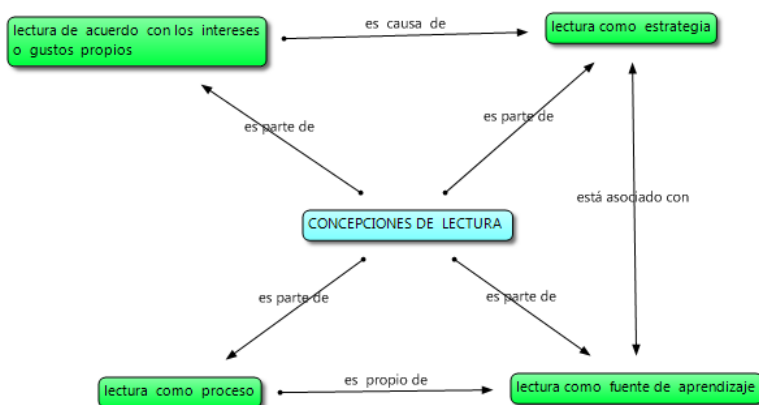 lectura de acuerdo con los intereses
o gustos propios
es causa de
lectura como estrategia
es parte de
es parte de
está asociado con
CONCEPCIONES DE LECTURA
es parte de
es parte de
lectura como proceso
es propio de
lectura como fuente de aprendizaje